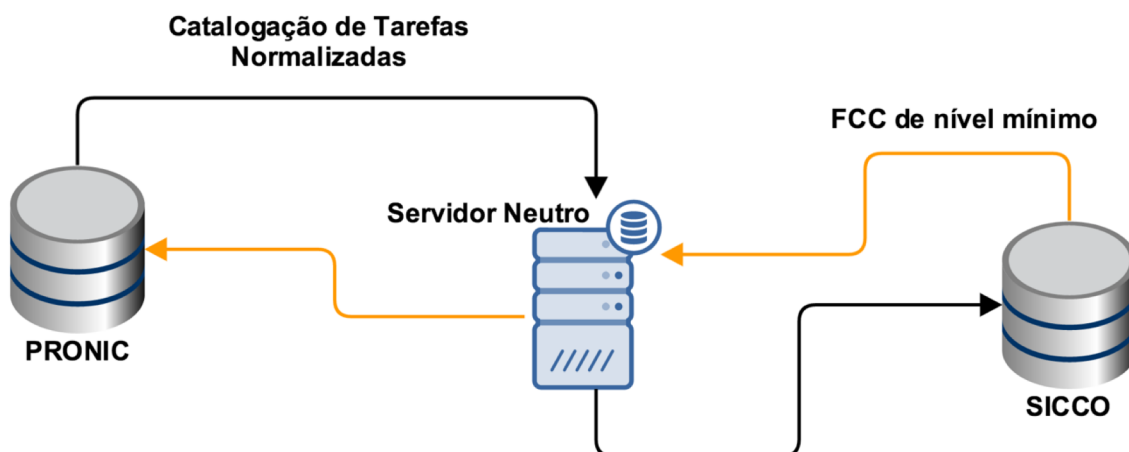 Catalogação de Tarefas
Normalizadas
FCC de nível mínimo
Servidor Neutro
PRONIC
SICCO